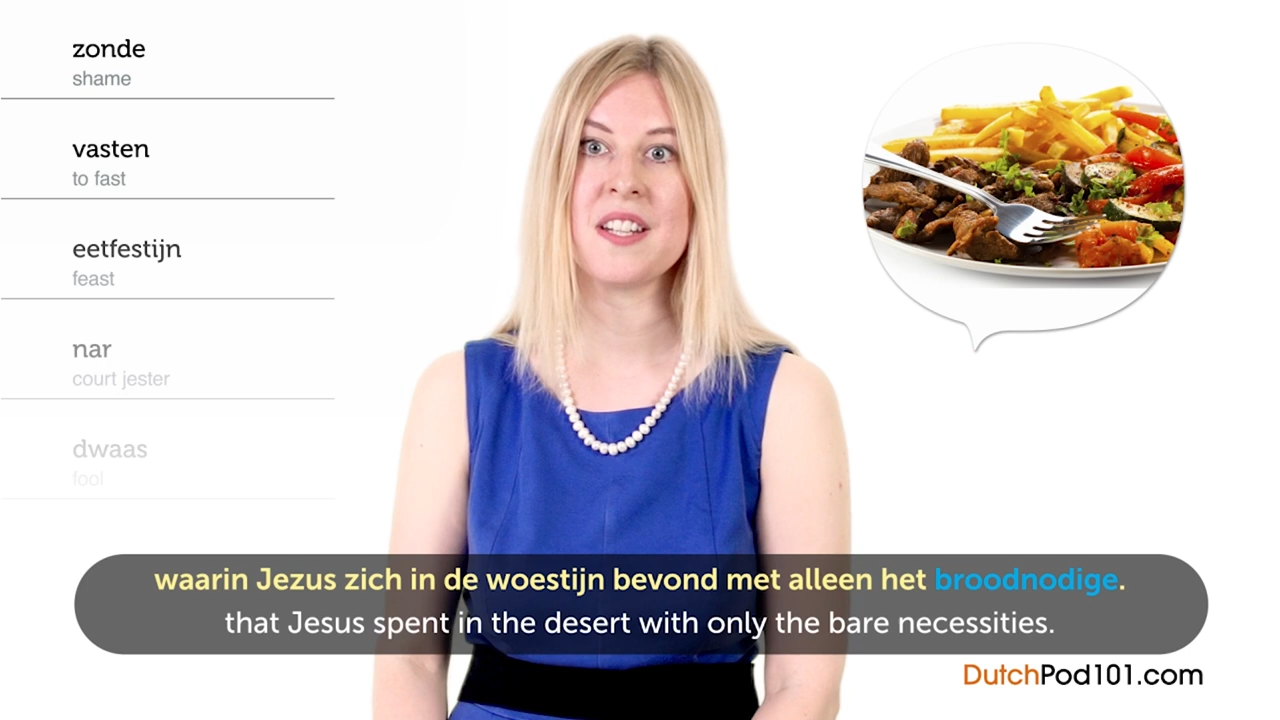 zonde
shame
vasten
to fast
eetfestijn
feast
nar
court jester
dwaas
fool
waarin Jezus zich in de woestijn bevond met alleen het broodnodige.
that Jesus spent in the desert with only the bare necessities.
DutchPod101.com